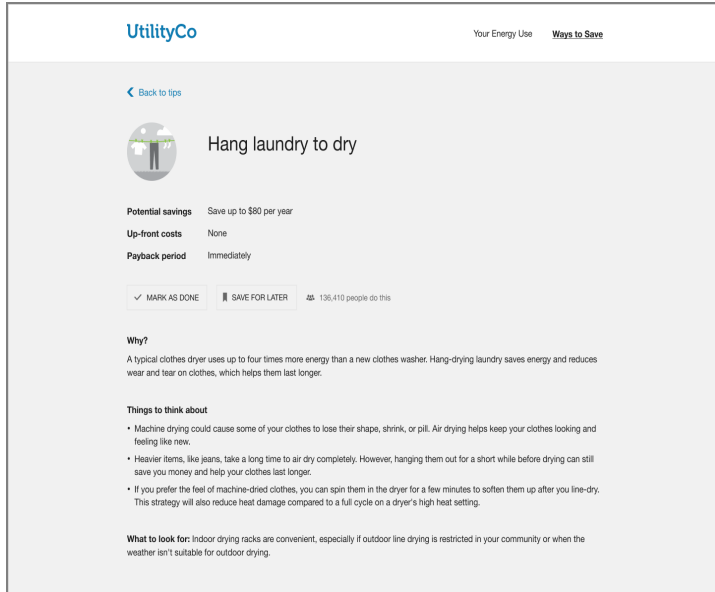 UtilityCo
Your Energy Use Ways to Save
Back to tips
Hang laundry to dry
Potential savings Save up to $80 per year
Up-front costs None
Payback period Immediately
MARK AS DONE SAVE FOR LATER 136,410 people do this
Why?
A typical clothes dryer uses up to four times more energy than a new clothes washer. Hang-drying laundry saves energy and reduces
wear and tear on clothes, which helps them last longer.
Things to think about
• Machine drying could cause some of your clothes to lose their shape, shrink, or pill. Air drying helps keep your clothes looking and
feeling like new.
• Heavier items, like jeans, take a long time to air dry completely. However, hanging them out for a short while before drying can still
save you money and help your clothes last longer.
• If you prefer the feel of machine-dried clothes, you can spin them in the dryer for a few minutes to soften them up after you line-dry.
This strategy will also reduce heat damage compared to a full cycle on a dryer's high heat setting.
What to look for: Indoor drying racks are convenient, especially if outdoor line drying is restricted in your community or when the
weather isn't suitable for outdoor drying.